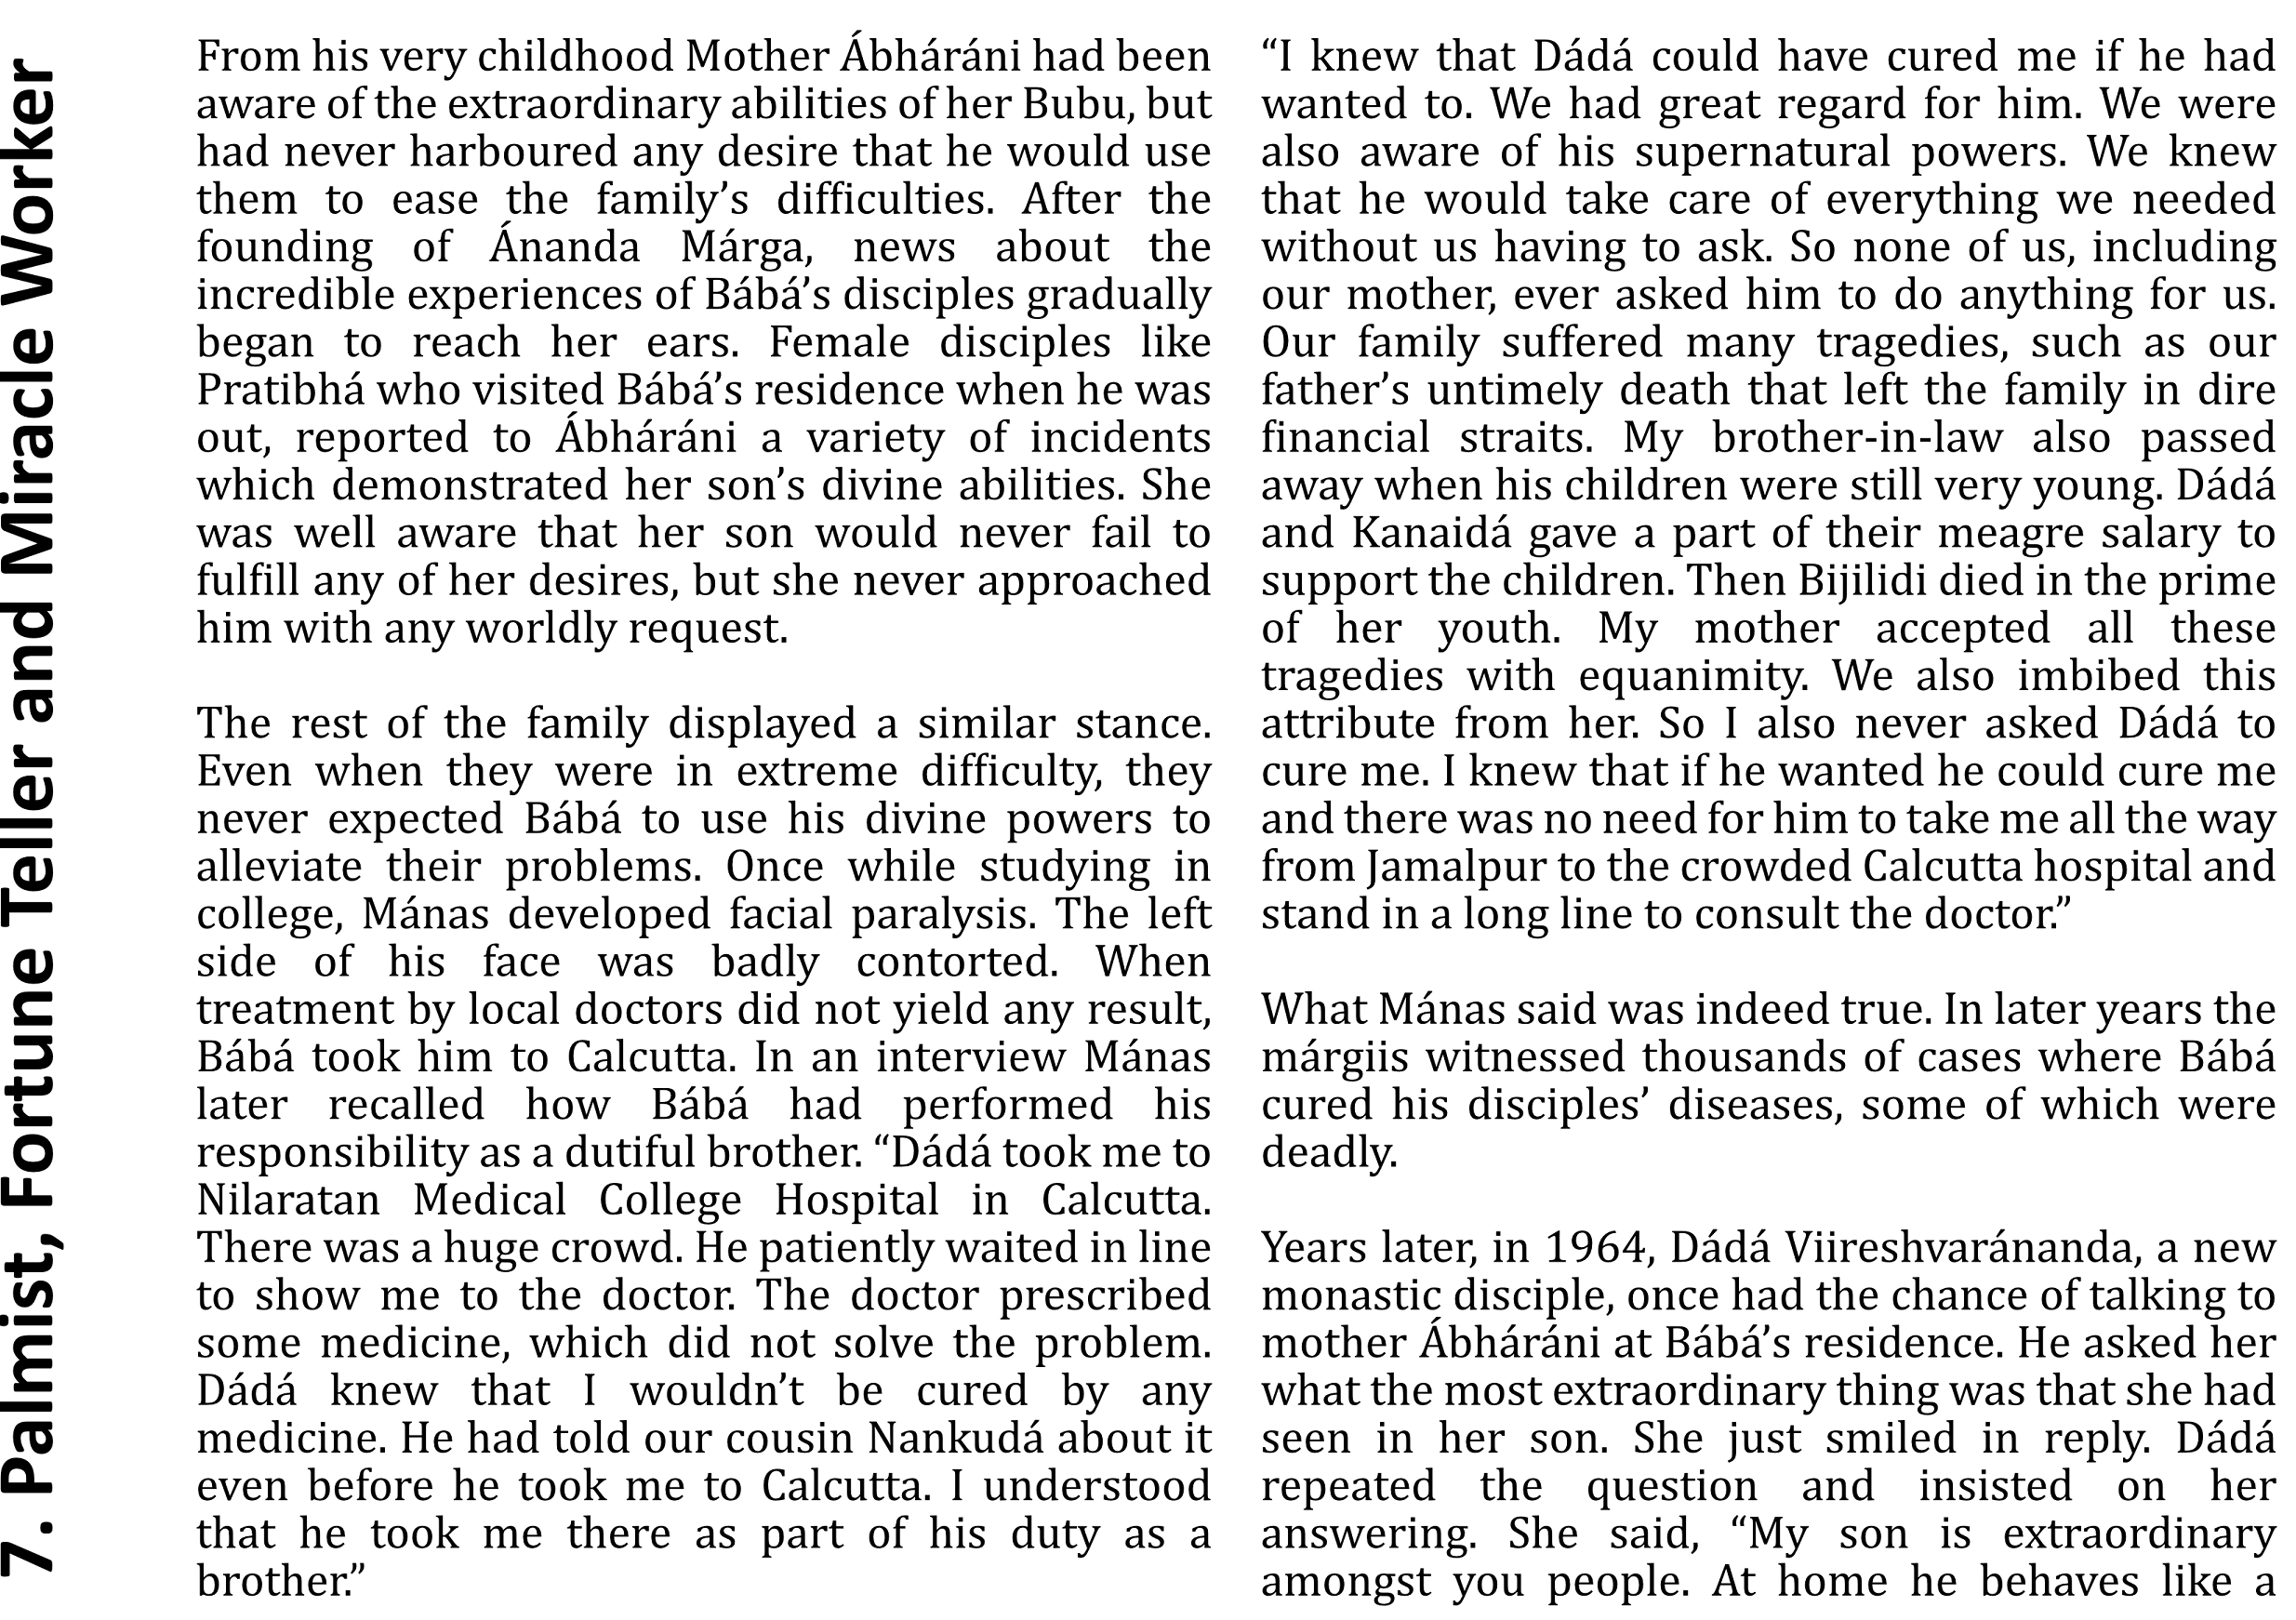 7. Palmist, Fortune Teller and Miracle Worker
From his very childhood Mother Ábháráni had been
aware of the extraordinary abilities of her Bubu, but
had never harboured any desire that he would use
them to ease the family’s difficulties. After the
founding of Ánanda Márga, news about the
incredible experiences of Bábá’s disciples gradually
began to reach her ears. Female disciples like
Pratibhá who visited Bábá’s residence when he was
out, reported to Ábháráni a variety of incidents
which demonstrated her son’s divine abilities. She
was well aware that her son would never fail to
fulfill any of her desires, but she never approached
him with any worldly request.
The rest of the family displayed a similar stance.
Even when they were in extreme difficulty, they
never expected Bábá to use his divine powers to
alleviate their problems. Once while studying in
college, Mánas developed facial paralysis. The left
side of his face was badly contorted. When
treatment by local doctors did not yield any result,
Bábá took him to Calcutta. In an interview Mánas
later recalled how Bábá had performed his
responsibility as a dutiful brother. “Dádá took me to
Nilaratan Medical College Hospital in Calcutta.
There was a huge crowd. He patiently waited in line
to show me to the doctor. The doctor prescribed
some medicine, which did not solve the problem.
Dádá knew that I wouldn’t be cured by any
medicine. He had told our cousin Nankudá about it
even before he took me to Calcutta. I understood
that he took me there as part of his duty as a
brother.”
“I knew that Dádá could have cured me if he had
wanted to. We had great regard for him. We were
also aware of his supernatural powers. We knew
that he would take care of everything we needed
without us having to ask. So none of us, including
our mother, ever asked him to do anything for us.
Our family suffered many tragedies, such as our
father’s untimely death that left the family in dire
financial straits. My brother-in-law also passed
away when his children were still very young. Dádá
and Kanaidá gave a part of their meagre salary to
support the children. Then Bijilidi died in the prime
of her youth. My mother accepted all these
tragedies with equanimity. We also imbibed this
attribute from her. So I also never asked Dádá to
cure me. I knew that if he wanted he could cure me
and there was no need for him to take me all the way
from Jamalpur to the crowded Calcutta hospital and
stand in a long line to consult the doctor.”
What Mánas said was indeed true. In later years the
márgiis witnessed thousands of cases where Bábá
cured his disciples’ diseases, some of which were
deadly.
Years later, in 1964, Dádá Viireshvaránanda, a new
monastic disciple, once had the chance of talking to
mother Ábháráni at Bábá’s residence. He asked her
what the most extraordinary thing was that she had
seen in her son. She just smiled in reply. Dádá
repeated the question and insisted on her
answering. She said, “My son is extraordinary
amongst you people. At home he behaves like a